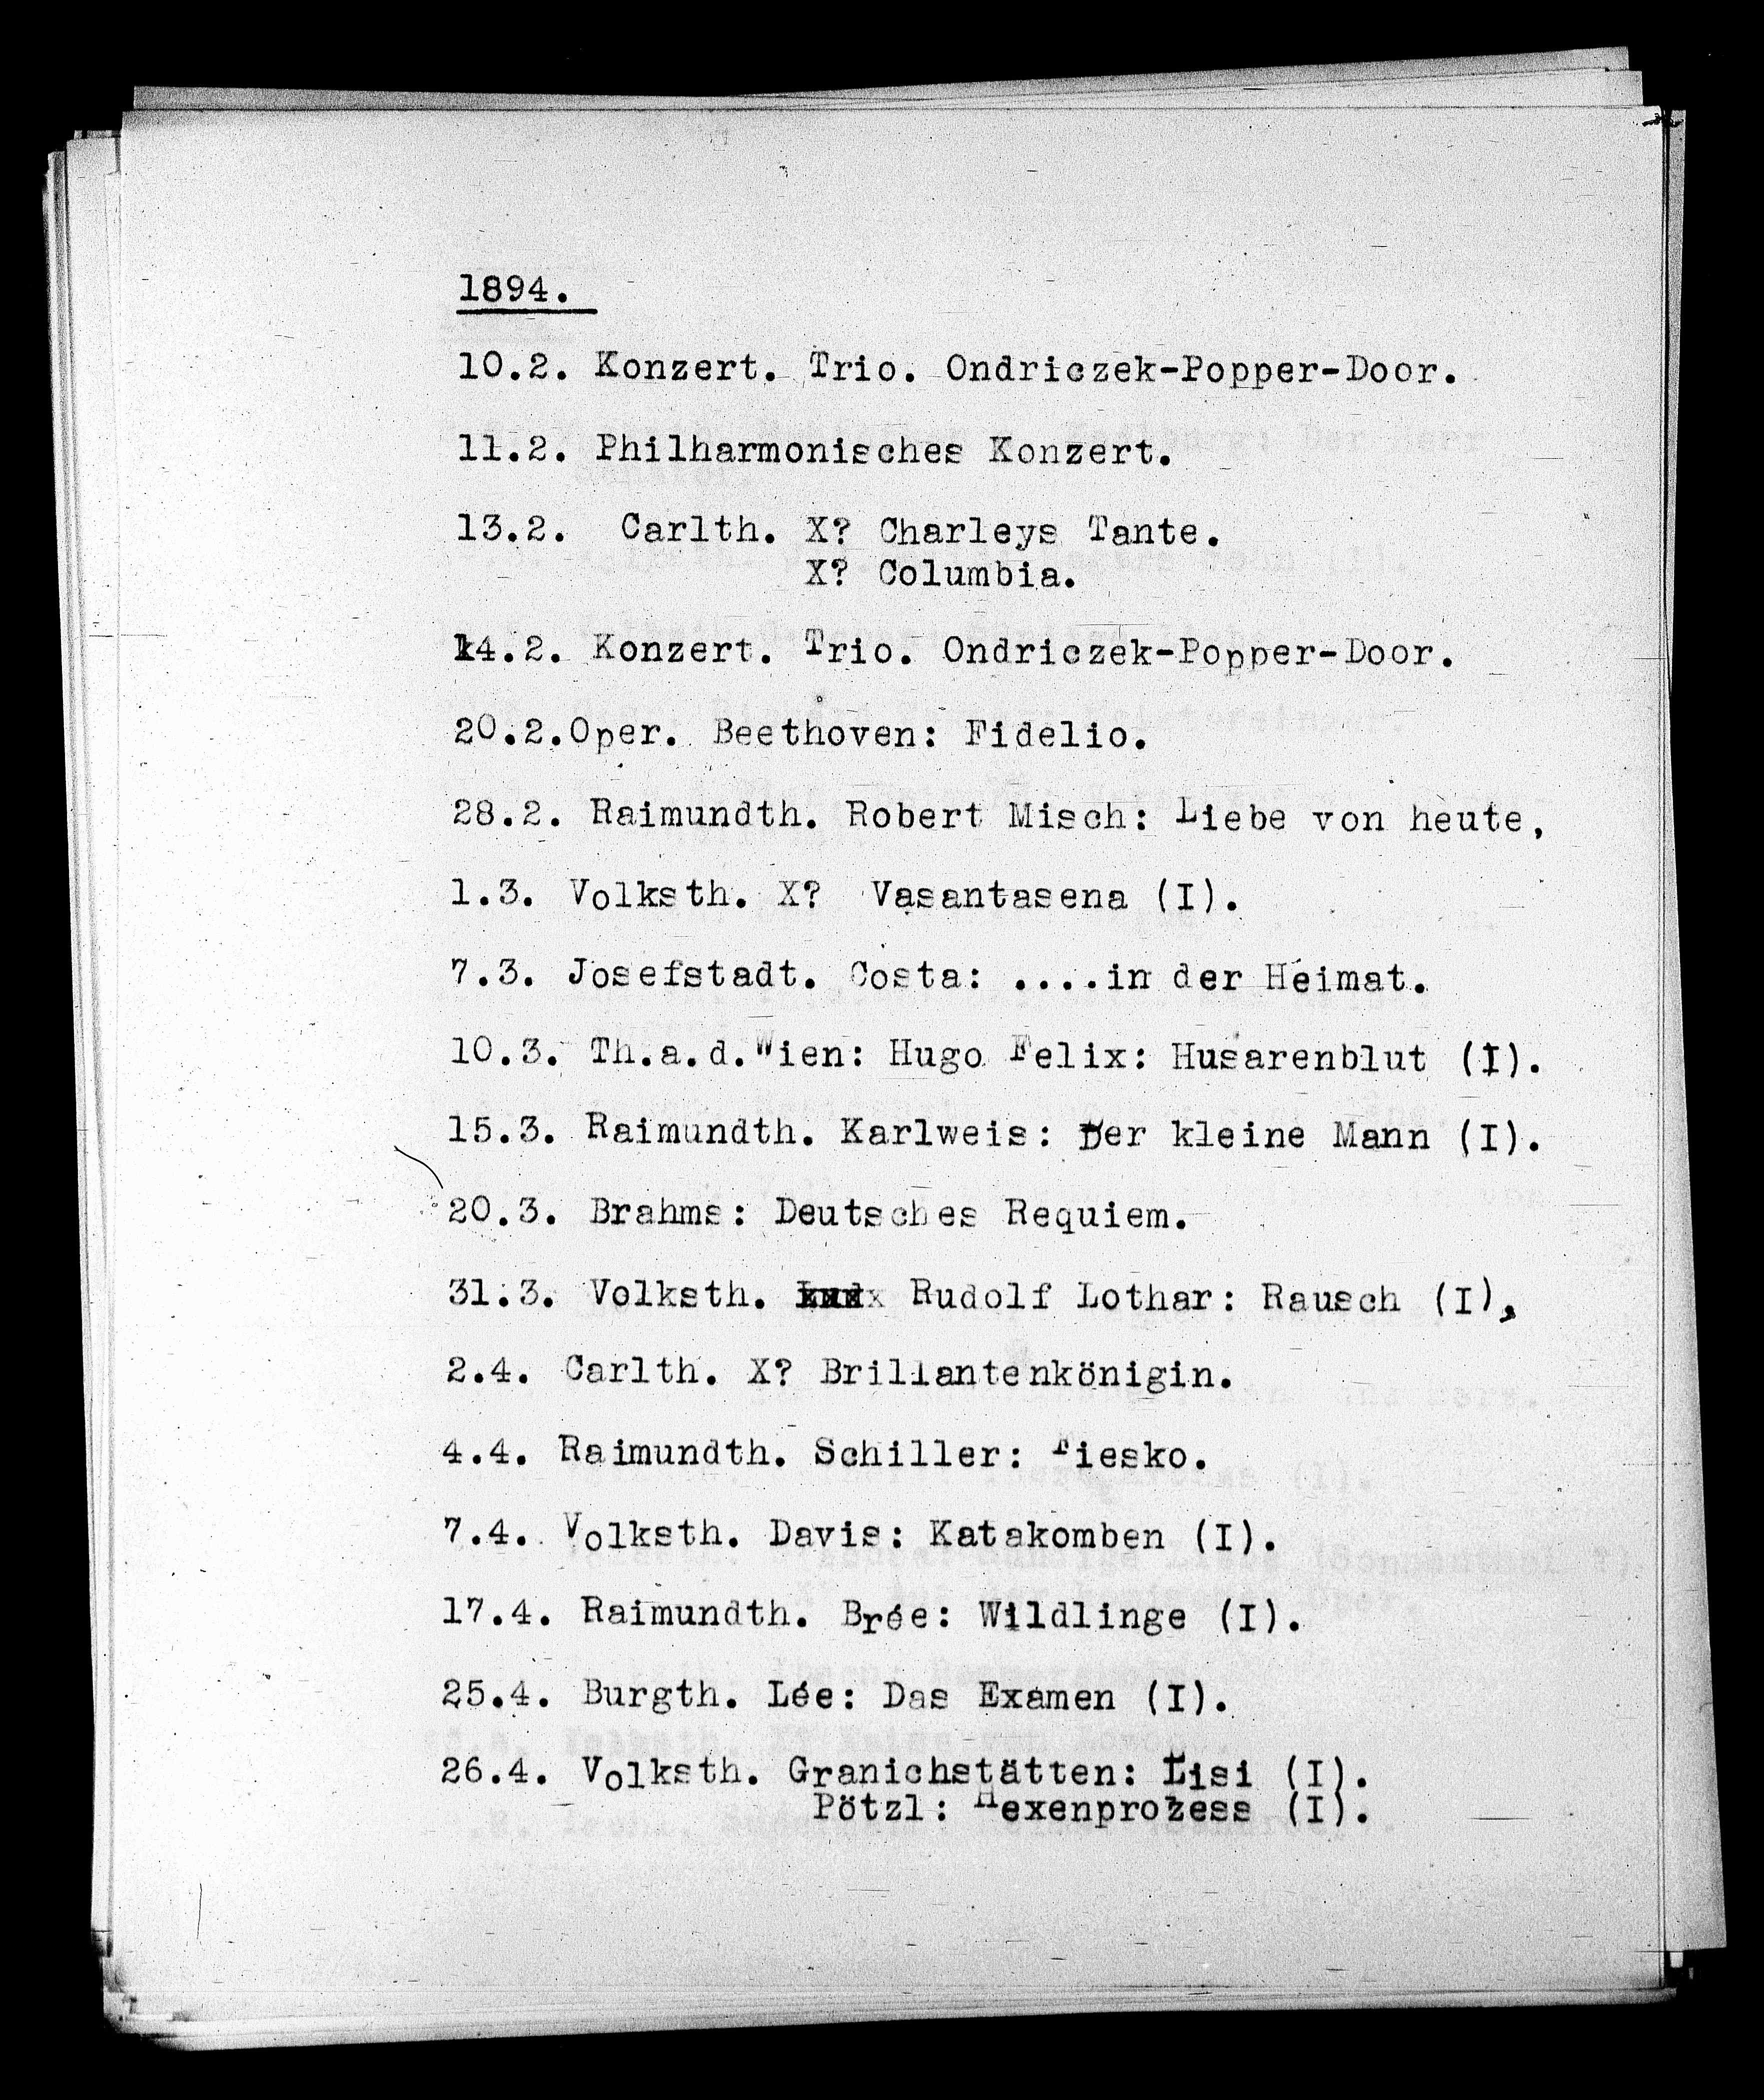 1894.
10.2. Konzert. Trio. Ondriczek-Popper-Door.
11.2. Philharmonisches Konzert.
13.2. Carlth. X? Charleys Tante.
X? Columbia.
14.2. Konzert. Trio. Ondriczek-Popper-Door.
20.2.Oper. Beethoven: Fidelio.
28.2. Raimundth. Robert Misch: Liebe von heute,
1.3. Volksth. X? Vasantasena (I).
7.3. Josefstadt. Costa: ....in der Heimat.
10.3. Th.a.d.Wien: Hugo Felix: Husarenblut (I).
15.3. Raimundth. Karlweis: Der kleine Mann (I).
20.3. Brahms: Deutsches Requiem.
31.3. Volksth. Rudolf Lothar: Rausch (I),
2.4. Carlth. X? Brillantenkönigin.
4.4. Raimundth. Schiller: Fiesko.
7.4. Volksth. Davis: Katakomben (I).
17.4. Raimundth. Brée: Wildlinge (I).
25.4. Burgth. Lée: Das Examen (I).
26.4. Volksth. Granichstätten: Lisi (I).
Pötzl: Hexenprozess (I).